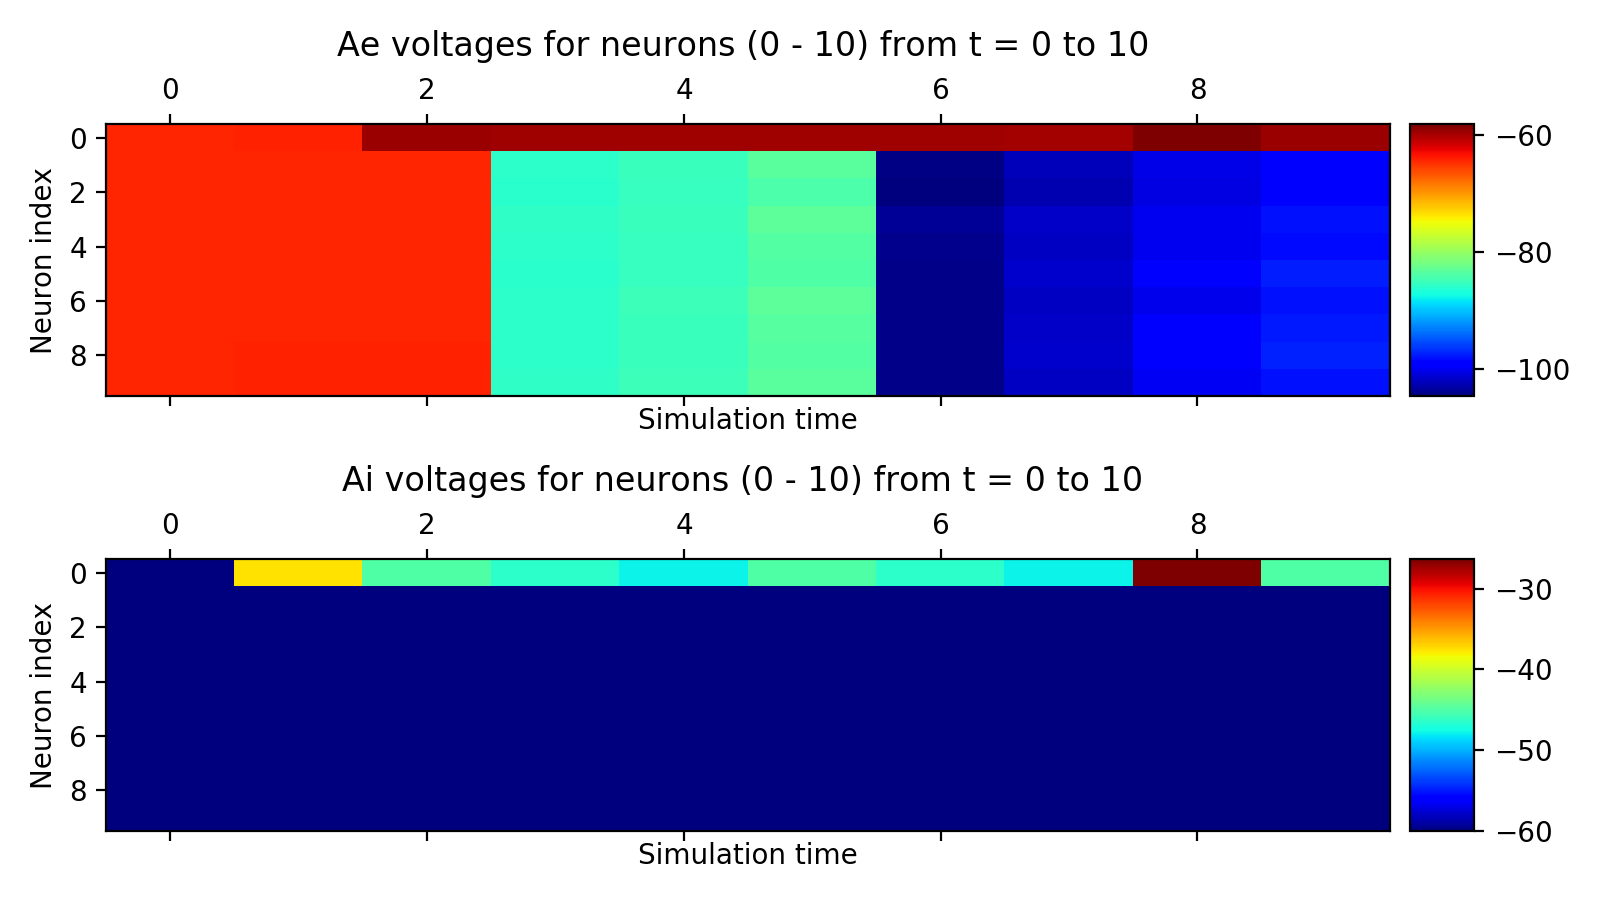 Ae voltages for neurons (0 - 10) from t = 0 to 10
0 2 4 6 8
Neuron index
0
2
4
6
8
−60
−80
−100
Simulation time
Ai voltages for neurons (0 - 10) from t = 0 to 10
0 2 4 6 8
Neuron index
0
2
4
6
8
−30
−40
−50
−60
Simulation time